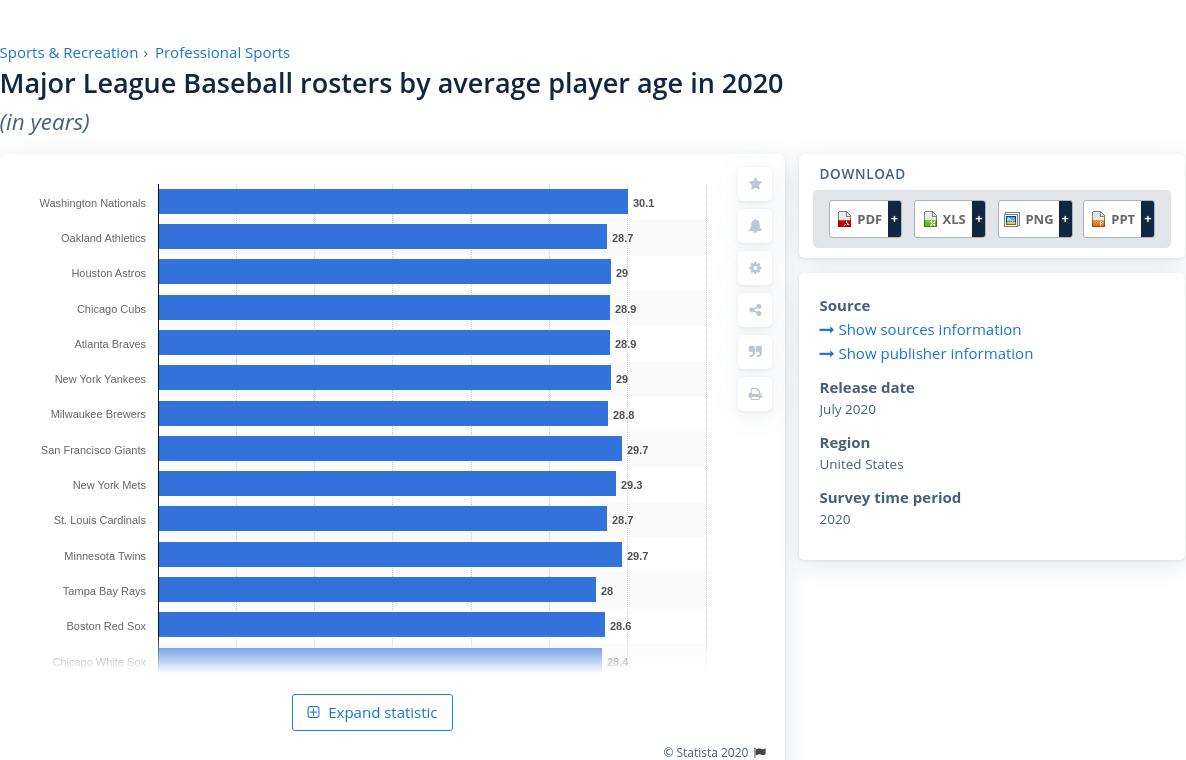 Sports & Recreation › Professional Sports
Major League Baseball rosters by average player age in 2020
(in years)
Washington Nationals 30.1
Oakland Athletics 28.7
Houston Astros 29
Chicago Cubs 28.9
Atlanta Braves 28.9
New York Yankees 29
Milwaukee Brewers 28.8
San Francisco Giants 29.7
New York Mets 29.3
St. Louis Cardinals 28.7
Minnesota Twins 29.7
Tampa Bay Rays 28
Boston Red Sox 28.6
Chicago White Sox 28.4
Expand statistic
© Statista 2020
DOWNLOAD
PDF + XLS + PNG + PPT +
Source
Show sources information
Show publisher information
Release date
July 2020
Region
United States
Survey time period
2020